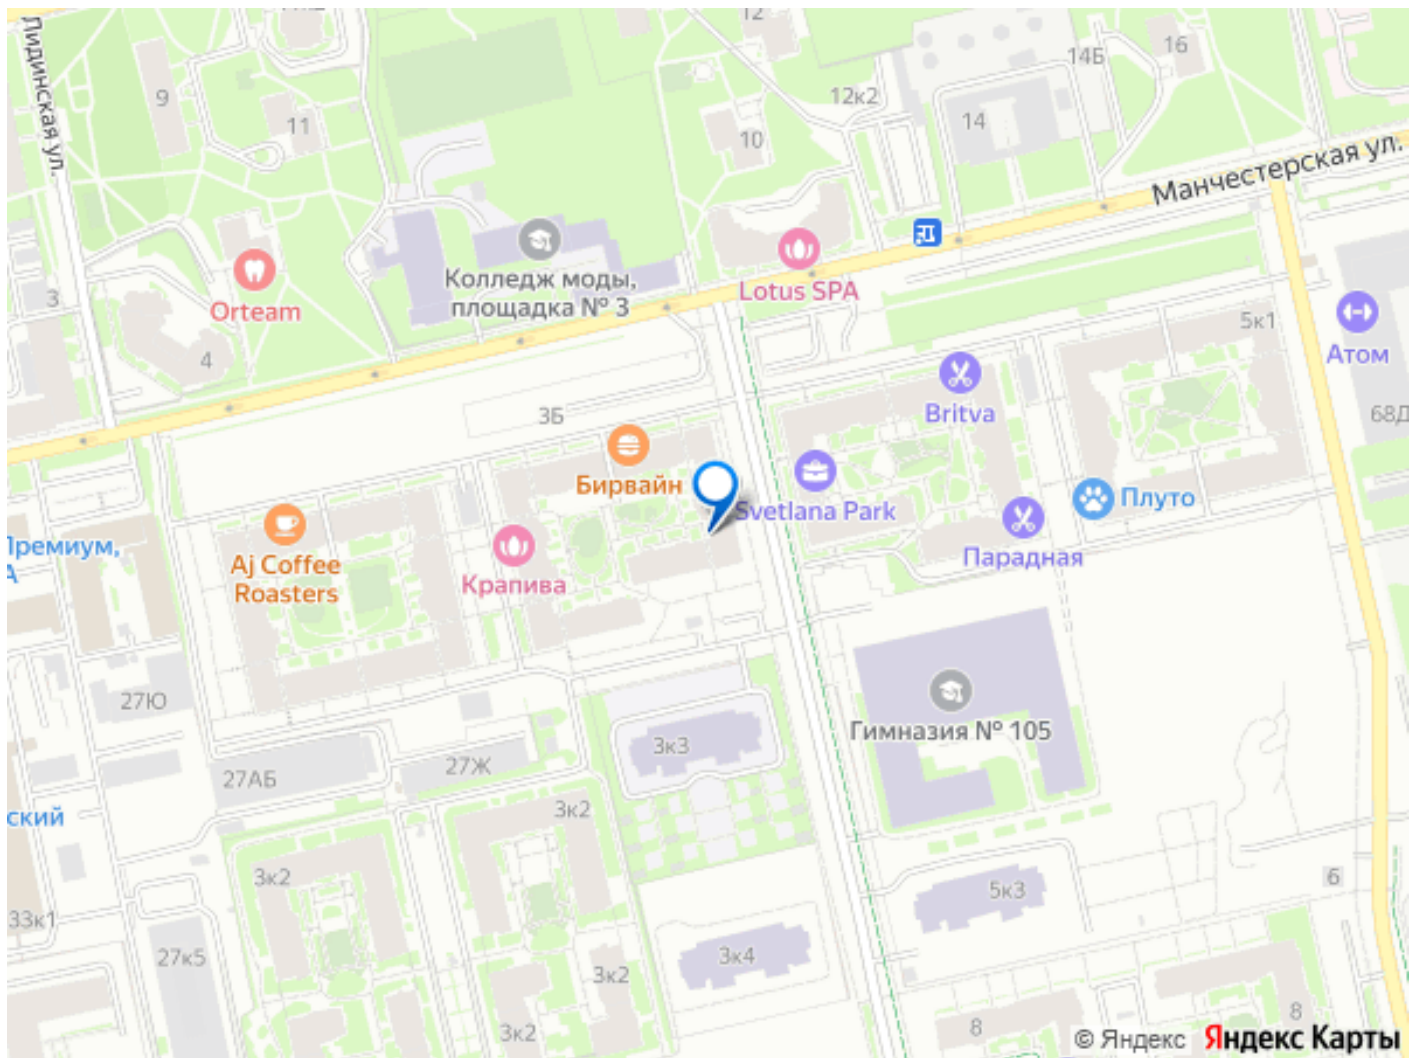 Лидинская ул.
12
16
14Б
9
12к2
11
14
10
Манчестерская ул.
Колледж моды,
площадка № 3
Lotus SPA
3
Orteam
5к1
4
Атом
Britva
3Б
68Д
Бирвайн
Svetlana Park
Плуто
Премиум,
Aj Coffee
Roasters
Крапива
Парадная
27Ю
Гимназия № 105
3к3
27АБ
27Ж
ский
3к2
3к2
5к3
6
33к1
27к5
3к4
3к2
3к2
8
8
© Яндекс Яндекс Карты